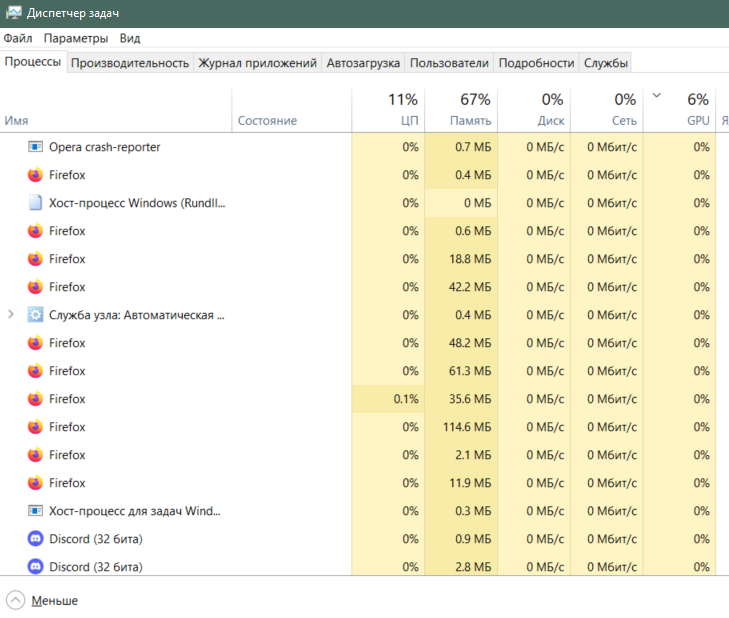 Диспетчер задач
Файл Параметры Вид
Процессы Производительность Журнал приложений Автозагрузка Пользователи Подробности Службы
11% 67% 0% 0% 6%
Имя Состояние ЦП Память Диск Сеть GPU Я
Opera crash-reporter 0% 0.7 МБ 0 МБ/с 0 Мбит/с 0%
Firefox 0% 0.4 МБ 0 МБ/с 0 Мбит/с 0%
Хост-процесс Windows (Rundll... 0% 0 МБ 0 МБ/с 0 Мбит/с 0%
Firefox 0% 0.6 МБ 0 МБ/с 0 Мбит/с 0%
Firefox 0% 18.8 МБ 0 МБ/с 0 Мбит/с 0%
Firefox 0% 42.2 МБ 0 МБ/с 0 Мбит/с 0%
Служба узла: Автоматическая ... 0% 0.4 МБ 0 МБ/с 0 Мбит/с 0%
Firefox 0% 48.2 МБ 0 МБ/с 0 Мбит/с 0%
Firefox 0% 61.3 МБ 0 МБ/с 0 Мбит/с 0%
Firefox 0.1% 35.6 МБ 0 МБ/с 0 Мбит/с 0%
Firefox 0% 114.6 МБ 0 МБ/с 0 Мбит/с 0%
Firefox 0% 2.1 МБ 0 МБ/с 0 Мбит/с 0%
Firefox 0% 11.9 МБ 0 МБ/с 0 Мбит/с 0%
Хост-процесс для задач Wind... 0% 0.3 МБ 0 МБ/с 0 Мбит/с 0%
Discord (32 бита) 0% 0.9 МБ 0 МБ/с 0 Мбит/с 0%
Discord (32 бита) 0% 2.8 МБ 0 МБ/с 0 Мбит/с 0%
Меньше